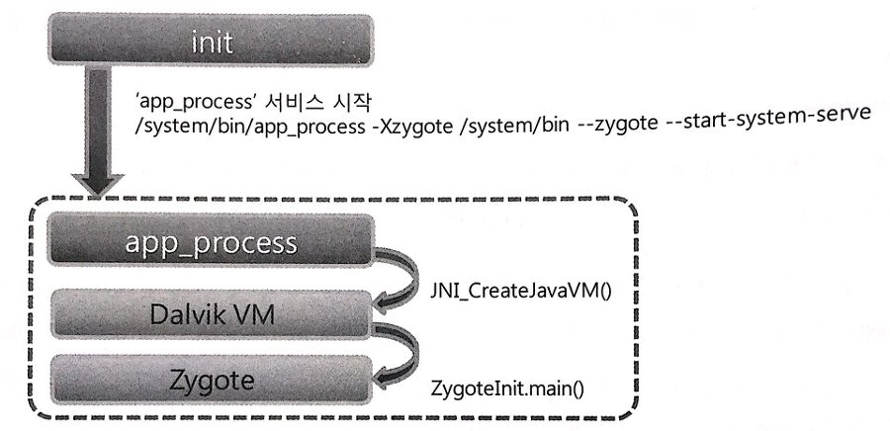 init
'app_process' 서비스 시작
/system/bin/app_process -Xzygote /system/bin --zygote --start-system-serve
app_process
JNI_CreateJavaVM()
Dalvik VM
Zygote
ZygoteInit.main()